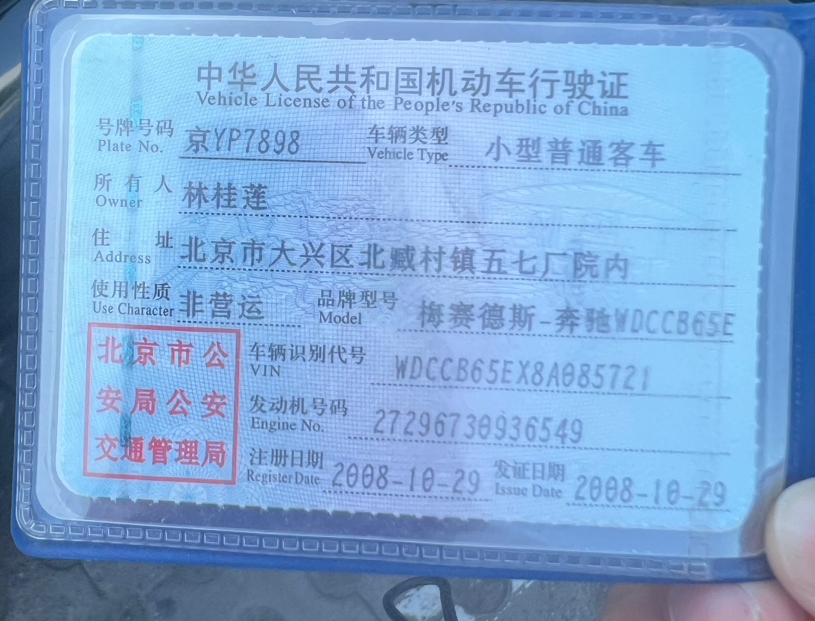 中华人民共和国机动车行驶证
Vehicle License of the People's Republic of China
号牌号码 京YP7898 车辆类型 小型普通客车
Plate No. Vehicle Type
所有人 林桂莲
Owner
住址 北京市大兴区北臧村镇五七厂院内
Address
使用性质 非营运 品牌型号 梅赛德斯-奔驰WDCCB65E
Use Character Model
北京市公
安局公安
交通管理局
车辆识别代号 WDCCB65EX8A085721
VIN
发动机号码 27296730936549
Engine No.
注册日期 2008-10-29 发证日期 2008-10-29
Register Date Issue Date